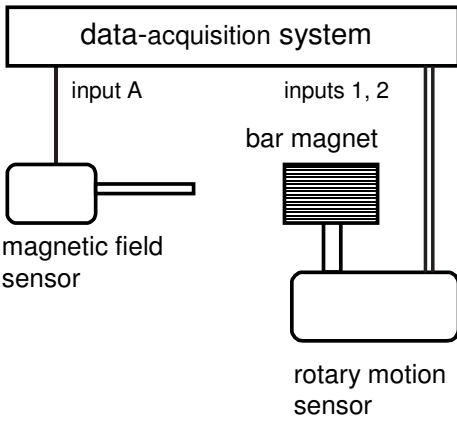 data-acquisition system
input A
inputs 1, 2
bar magnet
magnetic field
sensor
rotary motion
sensor